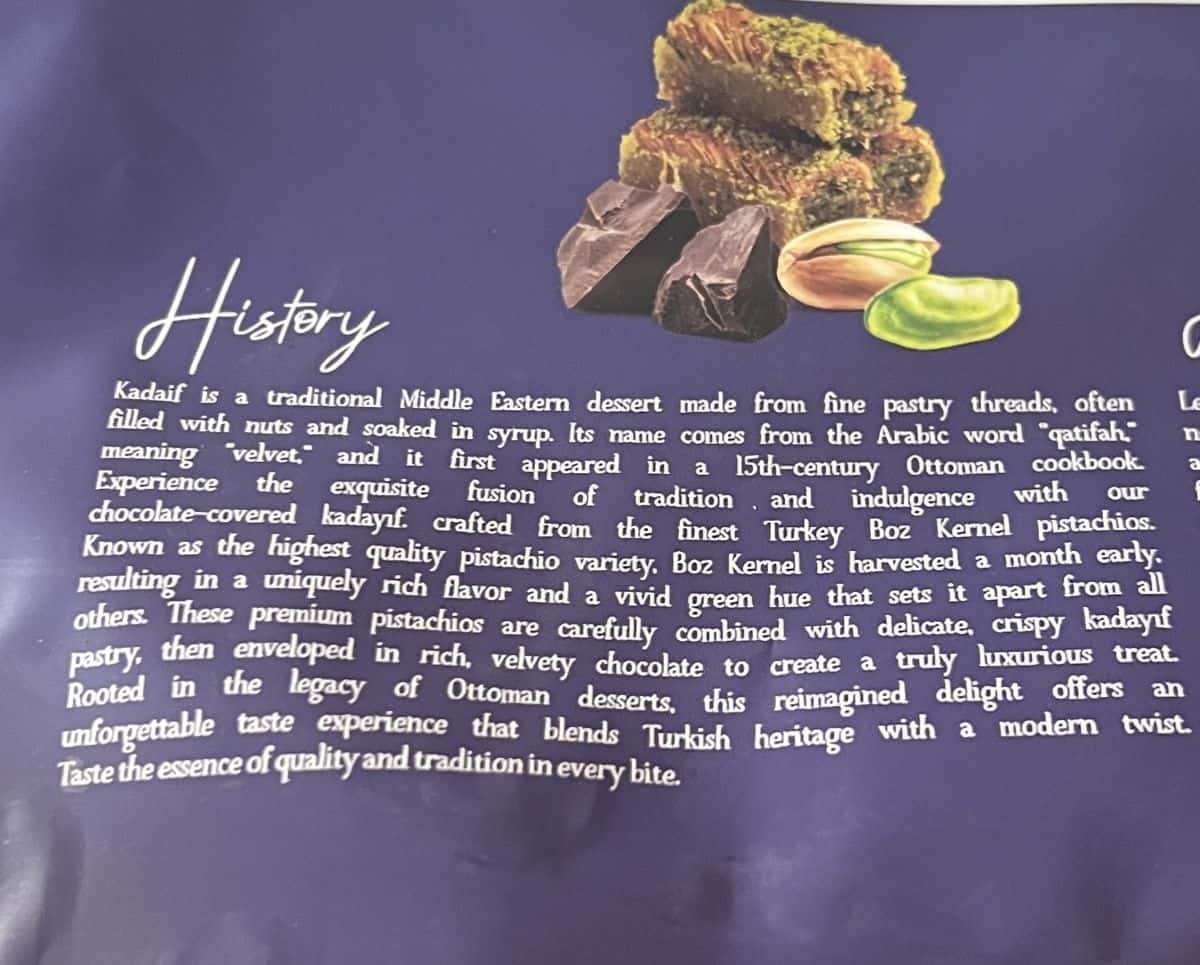 History
Kadaif is a traditional Middle Eastern dessert made from fine pastry threads, often
filled with nuts and soaked in syrup. Its name comes from the Arabic word "qatifah,"
meaning "velvet," and it first appeared in a 15th-century Ottoman cookbook.
Experience the exquisite fusion of tradition and indulgence with our
chocolate-covered kadayıf, crafted from the finest Turkey Boz Kernel pistachios.
Known as the highest quality pistachio variety, Boz Kernel is harvested a month early,
resulting in a uniquely rich flavor and a vivid green hue that sets it apart from all
others. These premium pistachios are carefully combined with delicate, crispy kadayıf
pastry, then enveloped in rich, velvety chocolate to create a truly luxurious treat.
Rooted in the legacy of Ottoman desserts, this reimagined delight offers an
unforgettable taste experience that blends Turkish heritage with a modern twist.
Taste the essence of quality and tradition in every bite.